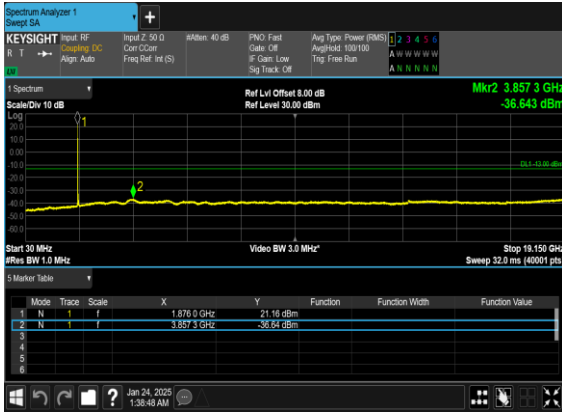 Spectrum Analyzer 1
Swept SA
+
KEYSIGHT Input: RF Input Z: 50 Ω #Atten: 40 dB PNO: Fast Avg Type: Power (RMS) 1 2 3 4 5 6
R T Coupling: DC Corr CCorr Gate: Off Avg|Hold: 100/100 A W W W W W
Align: Auto Freq Ref: Int (S) IF Gain: Low Trig: Free Run
Sig Track: Off A N N N N N
1 Spectrum Ref Lvl Offset 8.00 dB Mkr2 3.857 3 GHz
Scale/Div 10 dB Ref Level 30.00 dBm -36.643 dBm
Log
20.0
10.0
0.00
-10.0
-20.0
-30.0
-40.0
-50.0
-60.0
1
2
DL1 -13.00 dBm
Start 30 MHz Video BW 3.0 MHz* Stop 19.150 GHz
#Res BW 1.0 MHz Sweep 32.0 ms (40001 pts)
5 Marker Table
Mode Trace Scale X Y Function Function Width Function Value
1 N 1 f 1.876 0 GHz 21.16 dBm
2 N 1 f 3.857 3 GHz -36.64 dBm
3
4
5
6
? Jan 24, 2025
1:38:48 AM